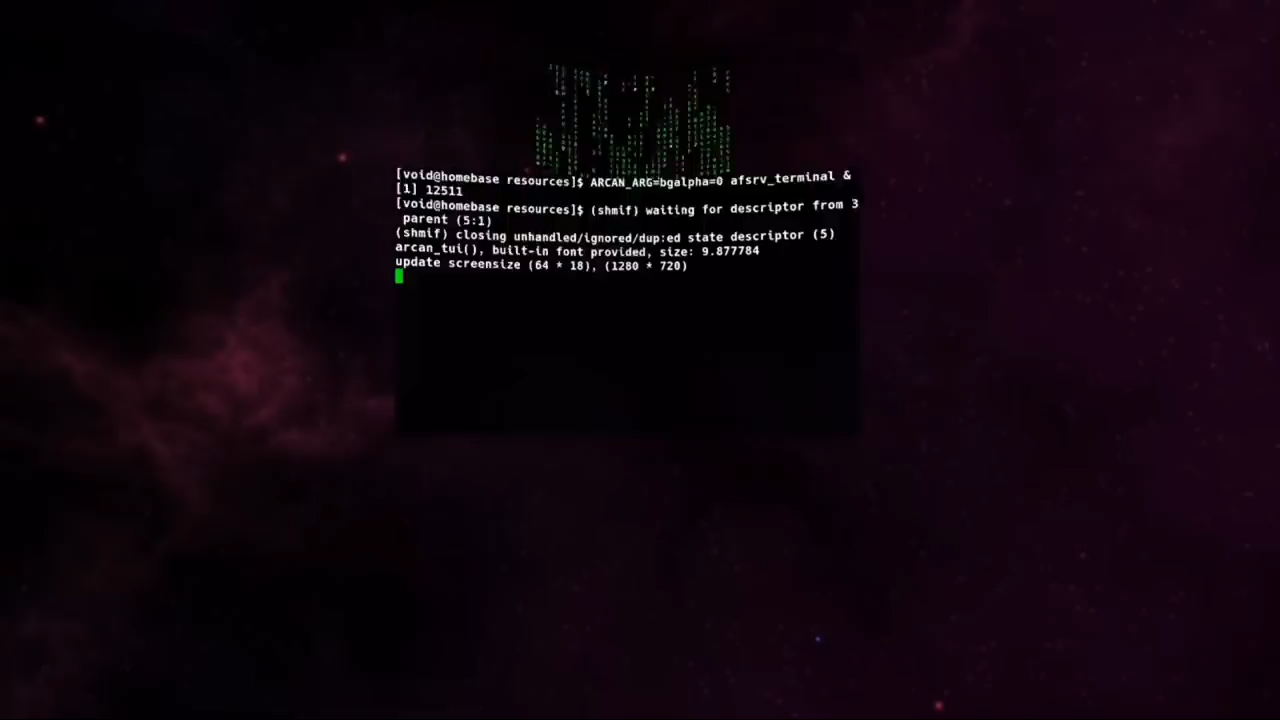 [void@homebase resources]$ ARCAN_ARG=bgalpha=0 afsrv_terminal &
[1] 12511
[void@homebase resources]$ (shmif) waiting for descriptor from 3
parent (5:1)
(shmif) closing unhandled/ignored/dup:ed state descriptor (5)
arcan_tui(), built-in font provided, size: 9.877784
update screensize (64 * 18), (1280 * 720)